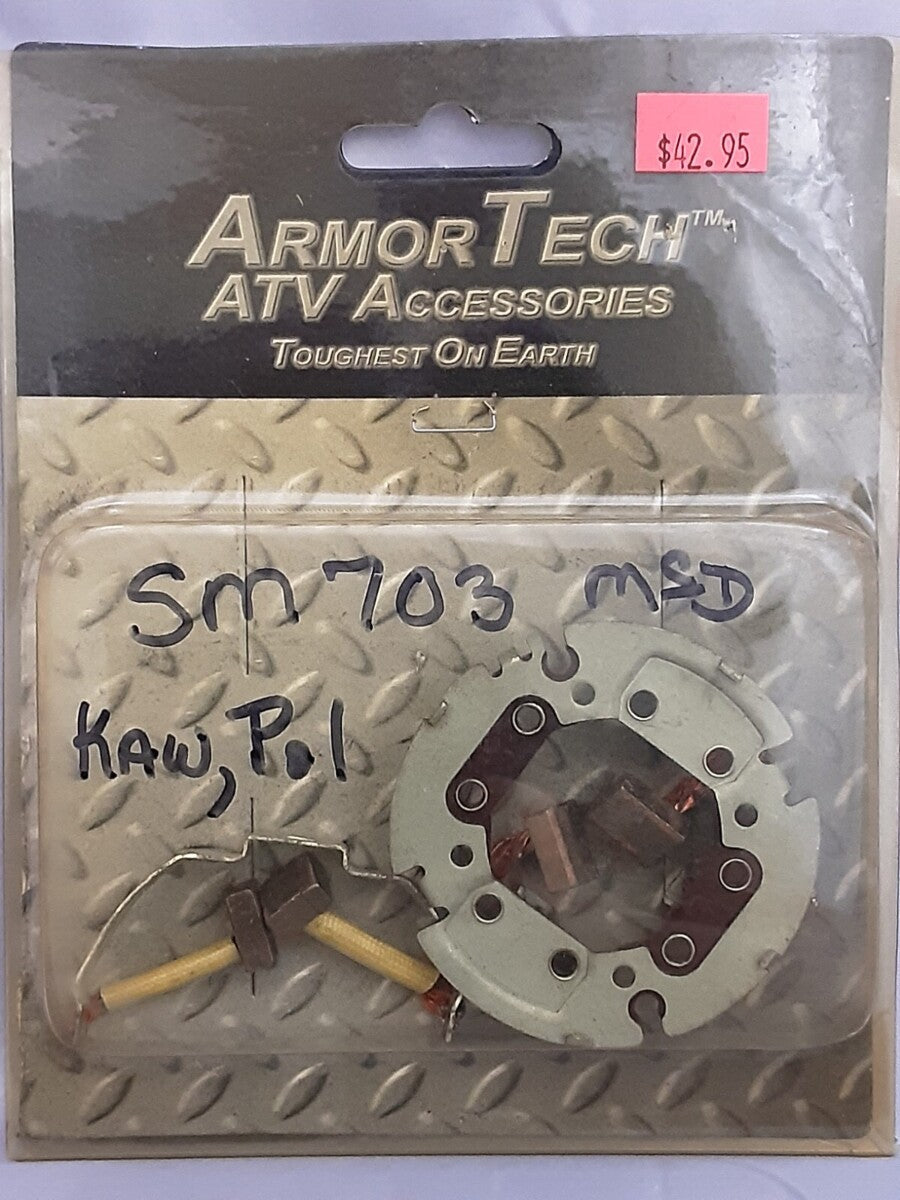 $42.95
ARMORTECH™
ATV ACCESSORIES
TOUGHEST ON EARTH
Sm 703 MSD
KAW, Pol